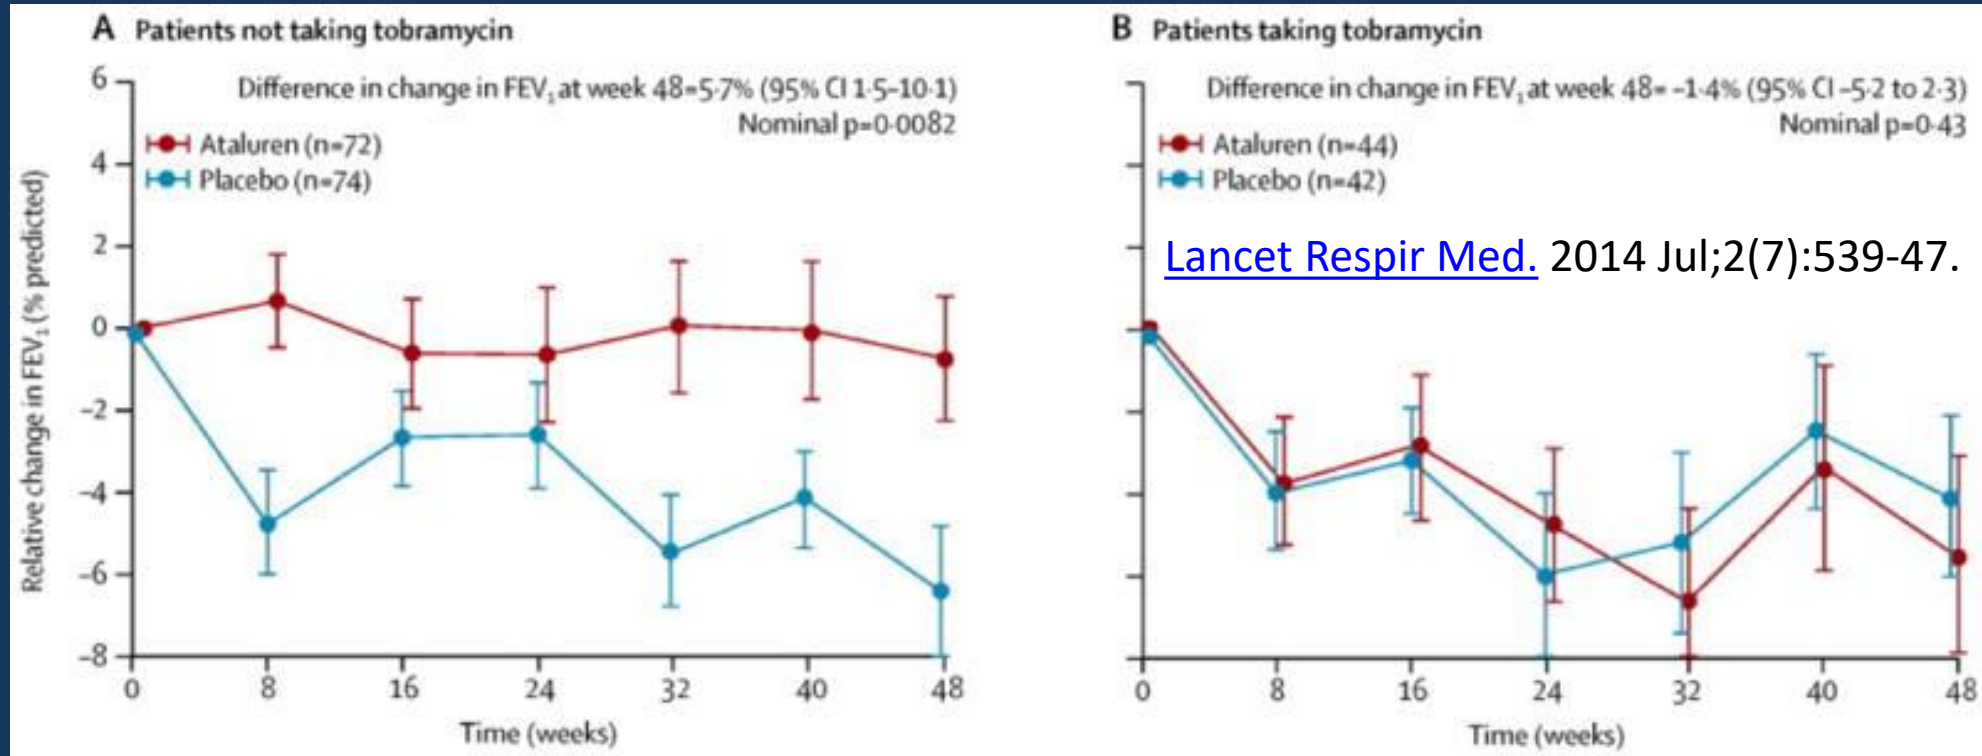 A Patients not taking tobramycin
Difference in change in FEV₁ at week 48=5·7% (95% CI 1·5–10·1)
Nominal p=0·0082
Ataluren (n=72)
Placebo (n=74)
Relative change in FEV₁ (% predicted)
6
4
2
0
–2
–4
–6
–8
0 8 16 24 32 40 48
Time (weeks)
B Patients taking tobramycin
Difference in change in FEV₁ at week 48= –1·4% (95% CI –5·2 to 2·3)
Nominal p=0·43
Ataluren (n=44)
Placebo (n=42)
Lancet Respir Med. 2014 Jul;2(7):539-47.
0 8 16 24 32 40 48
Time (weeks)